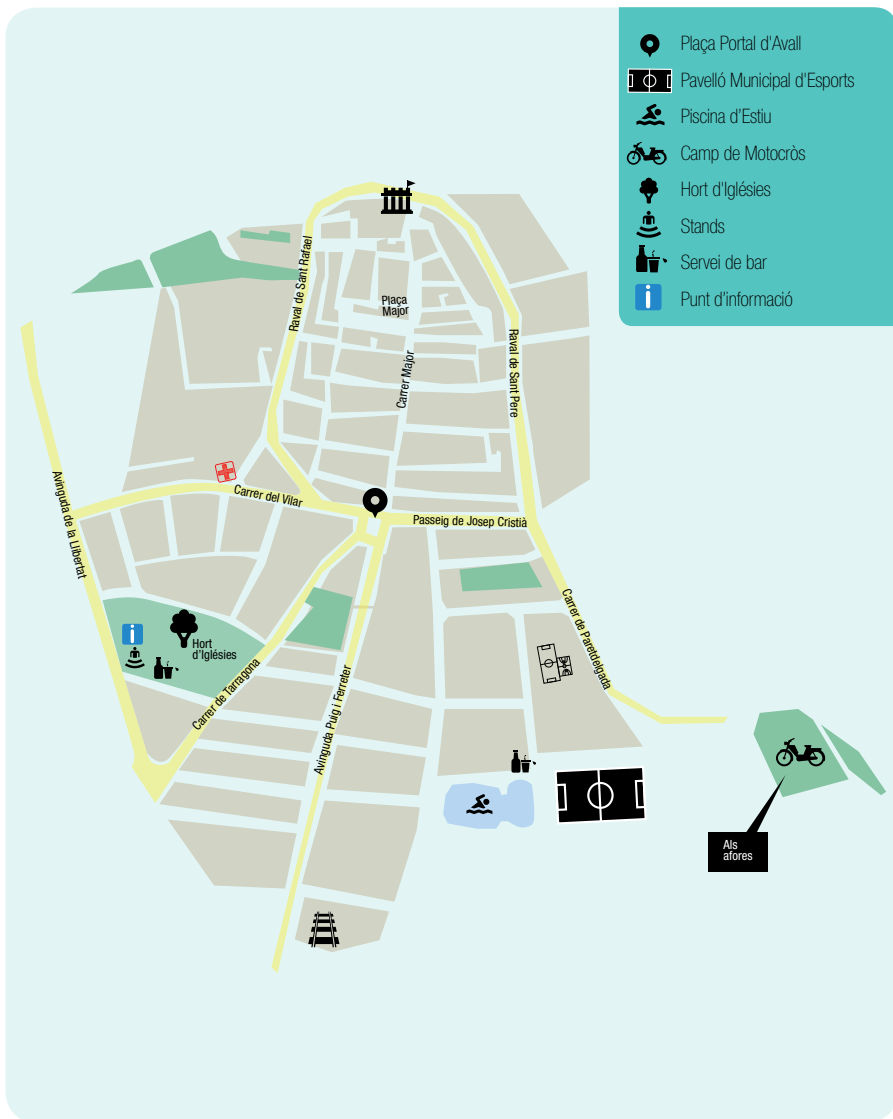 Plaça Portal d'Avall
Pavelló Municipal d'Esports
Piscina d'Estiu
Camp de Motocròs
Hort d'Iglésies
Stands
Servei de bar
i Punt d'informació
Raval de Sant Rafael
Plaça
Major
Carrer Major
Raval de Sant Pere
Avinguda de la Llibertat
Carrer del Vilar
Passeig de Josep Cristià
Carrer de Paretdelgada
i
Hort
d'Iglésies
Carrer de Tarragona
Avinguda Puig i Ferreter
Als
afores